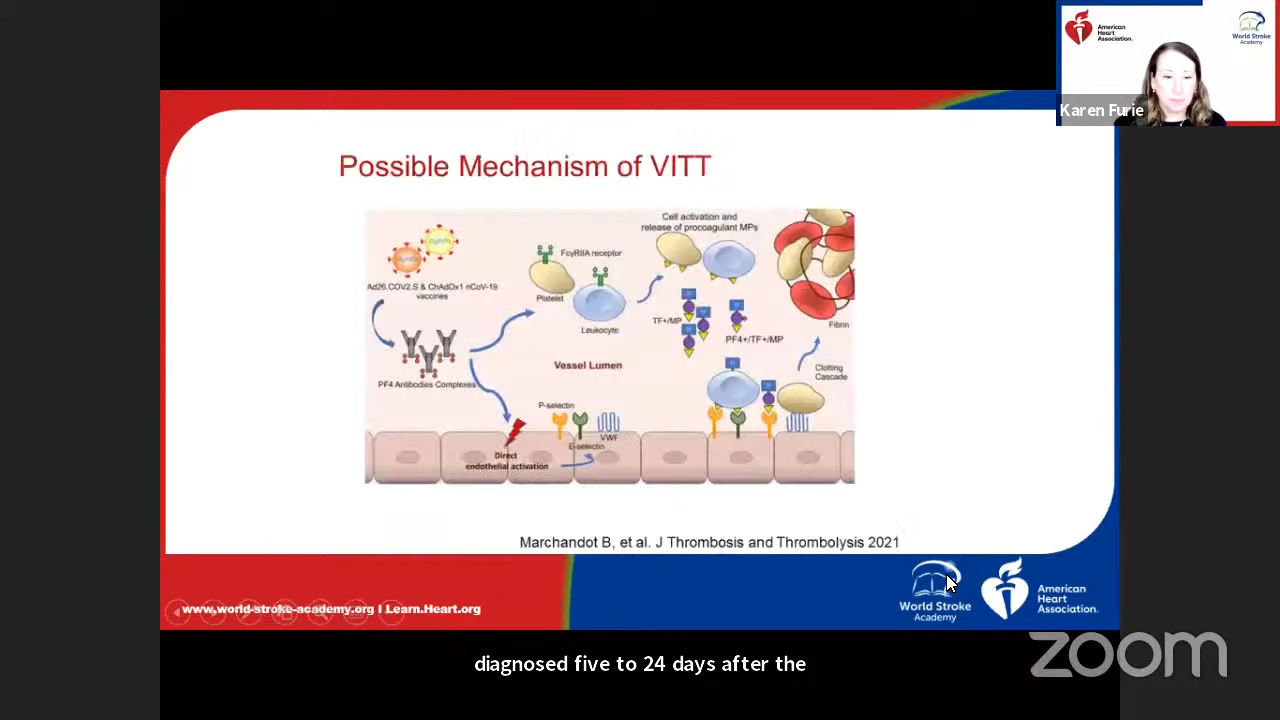 American
Heart
Association.
World Stroke
Academy
Karen Furie
Possible Mechanism of VITT
Cell activation and
release of procoagulant MPs
FcγRIIA receptor
Ad26.COV2.S & ChAdOx1 nCoV-19
vaccines
Platelet
Leukocyte
TF+/MP
PF4+/TF+/MP
Fibrin
Vessel Lumen
Clotting
Cascade
PF4 Antibodies Complexes
P-selectin
E-selectin
VWF
Direct
endothelial activation
Marchandot B, et al. J Thrombosis and Thrombolysis 2021
www.world-stroke-academy.org I Learn.Heart.org
World Stroke
Academy
American
Heart
Association.
zoom
diagnosed five to 24 days after the